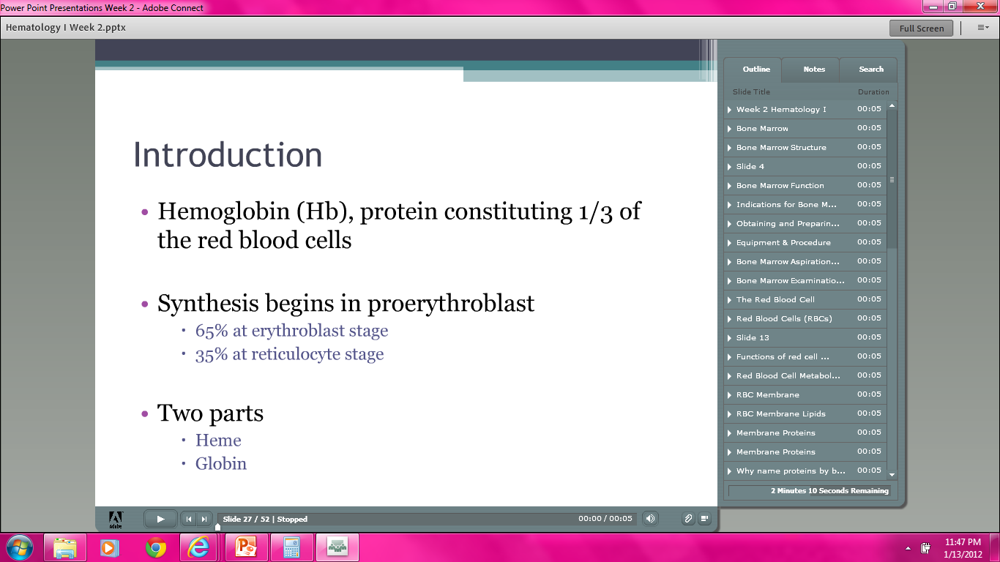 Power Point Presentations Week 2 - Adobe Connect
Hematology I Week 2.pptx
Full Screen
Introduction
• Hemoglobin (Hb), protein constituting 1/3 of
the red blood cells
• Synthesis begins in proerythroblast
• 65% at erythroblast stage
• 35% at reticulocyte stage
• Two parts
• Heme
• Globin
Outline Notes Search
Slide Title Duration
Week 2 Hematology I 00:05
Bone Marrow 00:05
Bone Marrow Structure 00:05
Slide 4 00:05
Bone Marrow Function 00:05
Indications for Bone M... 00:05
Obtaining and Preparin... 00:05
Equipment & Procedure 00:05
Bone Marrow Aspiration... 00:05
Bone Marrow Examinatio... 00:05
The Red Blood Cell 00:05
Red Blood Cells (RBCs) 00:05
Slide 13 00:05
Functions of red cell ... 00:05
Red Blood Cell Metabol... 00:05
RBC Membrane 00:05
RBC Membrane Lipids 00:05
Membrane Proteins 00:05
Membrane Proteins 00:05
Why name proteins by b... 00:05
2 Minutes 10 Seconds Remaining
Adobe
Slide 27 / 52 | Stopped 00:00 / 00:05
11:47 PM
1/13/2012